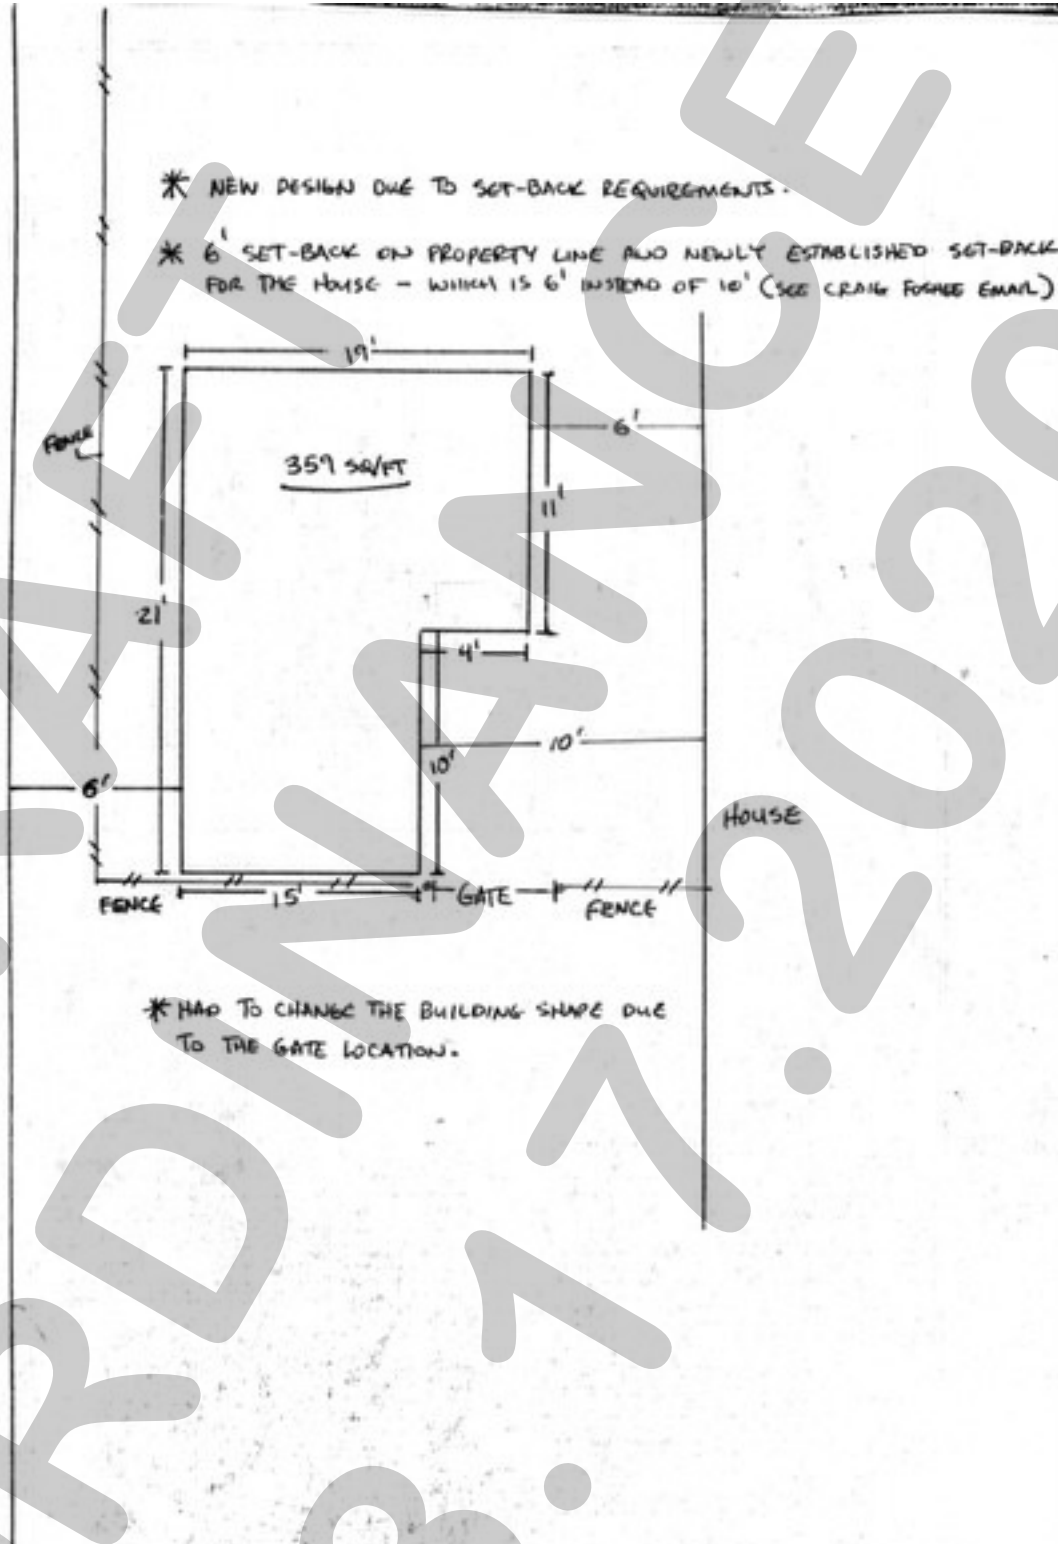 * NEW DESIGN DUE TO SET-BACK REQUIREMENTS.
* 6' SET-BACK ON PROPERTY LINE AND NEWLY ESTABLISHED SET-BACK
FOR THE HOUSE - WHICH IS 6' INSTEAD OF 10' (SEE CRAIG FOSHEE EMAIL)
19'
6'
FENCE
359 SQ/FT
11'
21'
4'
10'
10'
6'
HOUSE
15'
GATE
FENCE
FENCE
* HAD TO CHANGE THE BUILDING SHAPE DUE
TO THE GATE LOCATION.